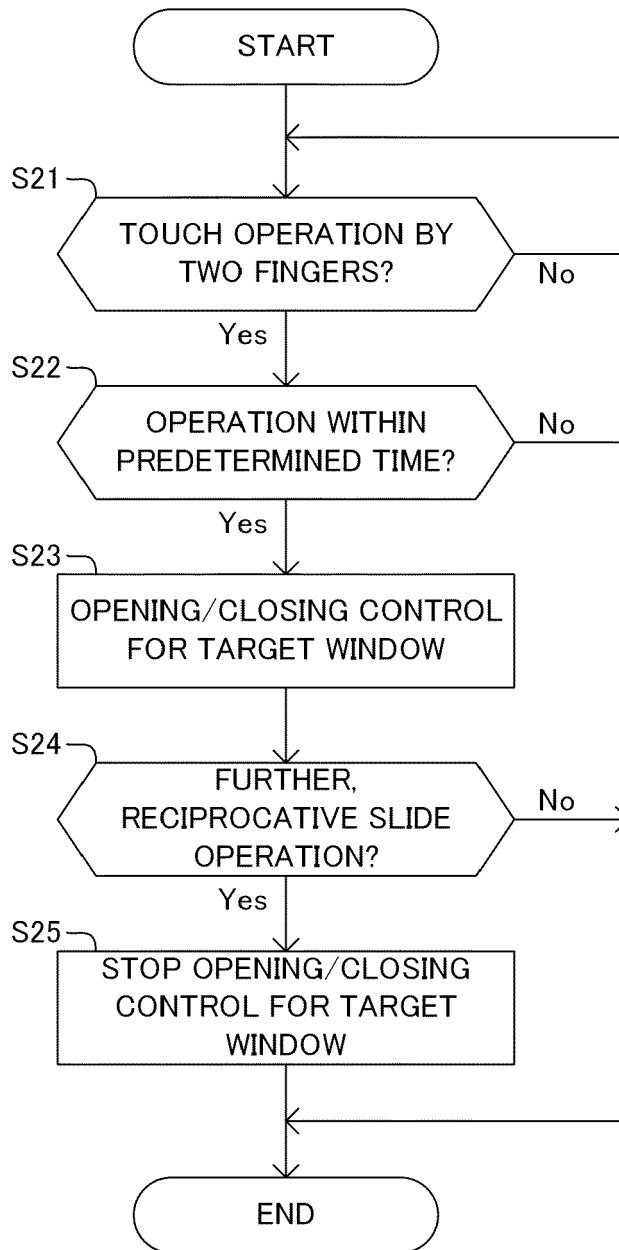 START
S21
TOUCH OPERATION BY
TWO FINGERS?
No
Yes
S22
OPERATION WITHIN
PREDETERMINED TIME?
No
Yes
S23
OPENING/CLOSING CONTROL
FOR TARGET WINDOW
S24
FURTHER,
RECIPROCATIVE SLIDE
OPERATION?
No
Yes
S25
STOP OPENING/CLOSING
CONTROL FOR TARGET
WINDOW
END